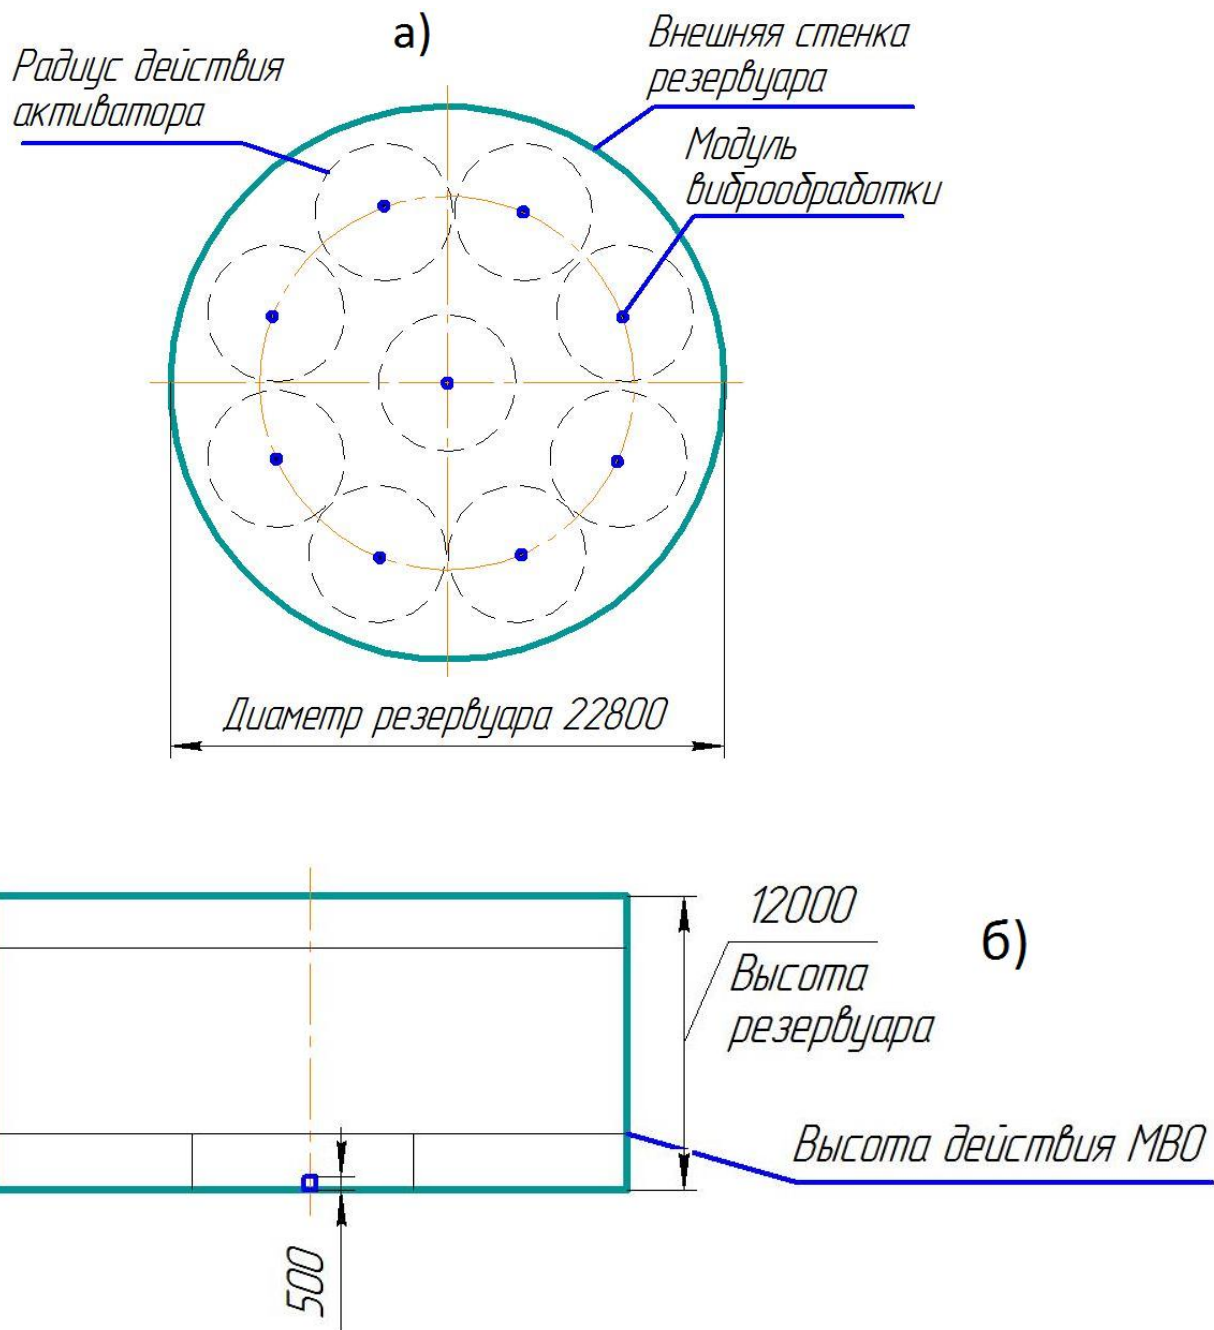 а)
Радиус действия
активатора
Внешняя стенка
резервуара
Модуль
виброобработки
Диаметр резервуара 22800
12000
Высота
резервуара
б)
Высота действия МВО
500